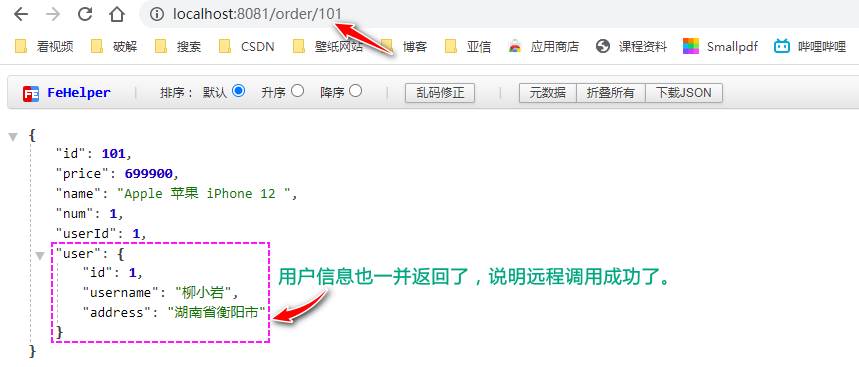 localhost:8081/order/101
看视频 破解 搜索 CSDN 壁纸网站 博客 亚信 应用商店 课程资料 Smallpdf 哔哩哔哩
FeHelper 排序： 默认 升序 降序 乱码修正 元数据 折叠所有 下载JSON
{
"id": 101,
"price": 699900,
"name": "Apple 苹果 iPhone 12 ",
"num": 1,
"userId": 1,
"user": {
"id": 1,
"username": "柳小岩",
"address": "湖南省衡阳市"
}
}
用户信息也一并返回了，说明远程调用成功了。